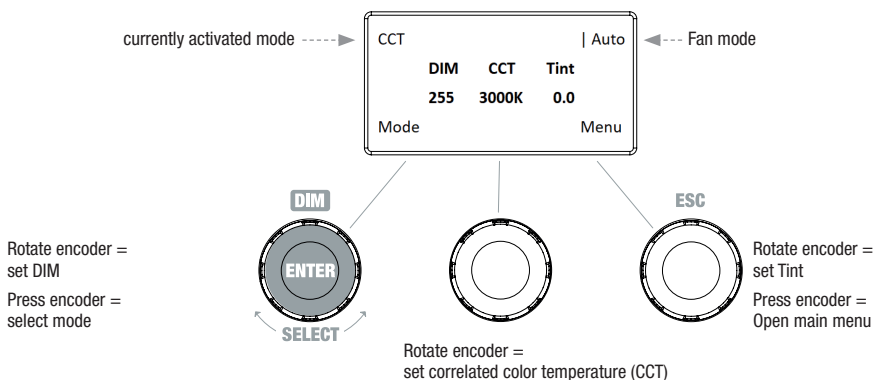 currently activated mode
CCT | Auto
Fan mode
DIM CCT Tint
255 3000K 0.0
Mode Menu
DIM
ESC
ENTER
SELECT
Rotate encoder =
set DIM
Press encoder =
select mode
Rotate encoder =
set correlated color temperature (CCT)
Rotate encoder =
set Tint
Press encoder =
Open main menu